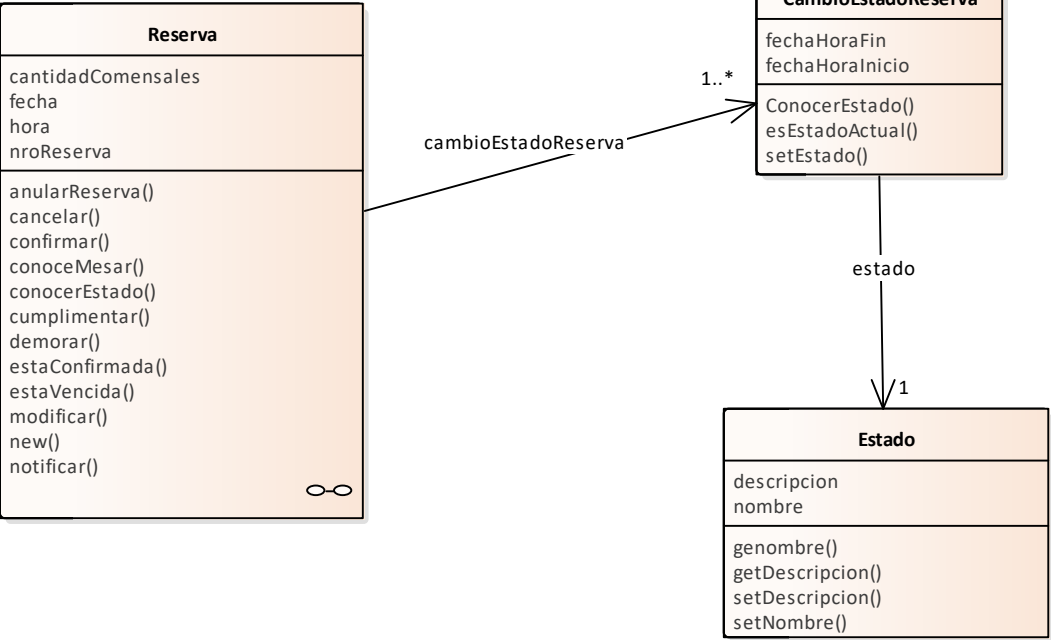 Reserva
cantidadComensales
fecha
hora
nroReserva
anularReserva()
cancelar()
confirmar()
conoceMesar()
conocerEstado()
cumplimentar()
demorar()
estaConfirmada()
estaVencida()
modificar()
new()
notificar()
cambioEstadoReserva
1..*
CambioEstadoReserva
fechaHoraFin
fechaHoraInicio
ConocerEstado()
esEstadoActual()
setEstado()
estado
1
Estado
descripcion
nombre
genombre()
getDescripcion()
setDescripcion()
setNombre()